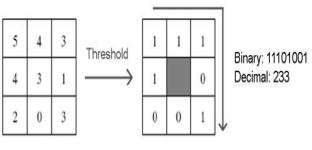 5 4 3
4 3 1
2 0 3
Threshold
1 1 1
1 0
0 0 1
Binary: 11101001
Decimal: 233